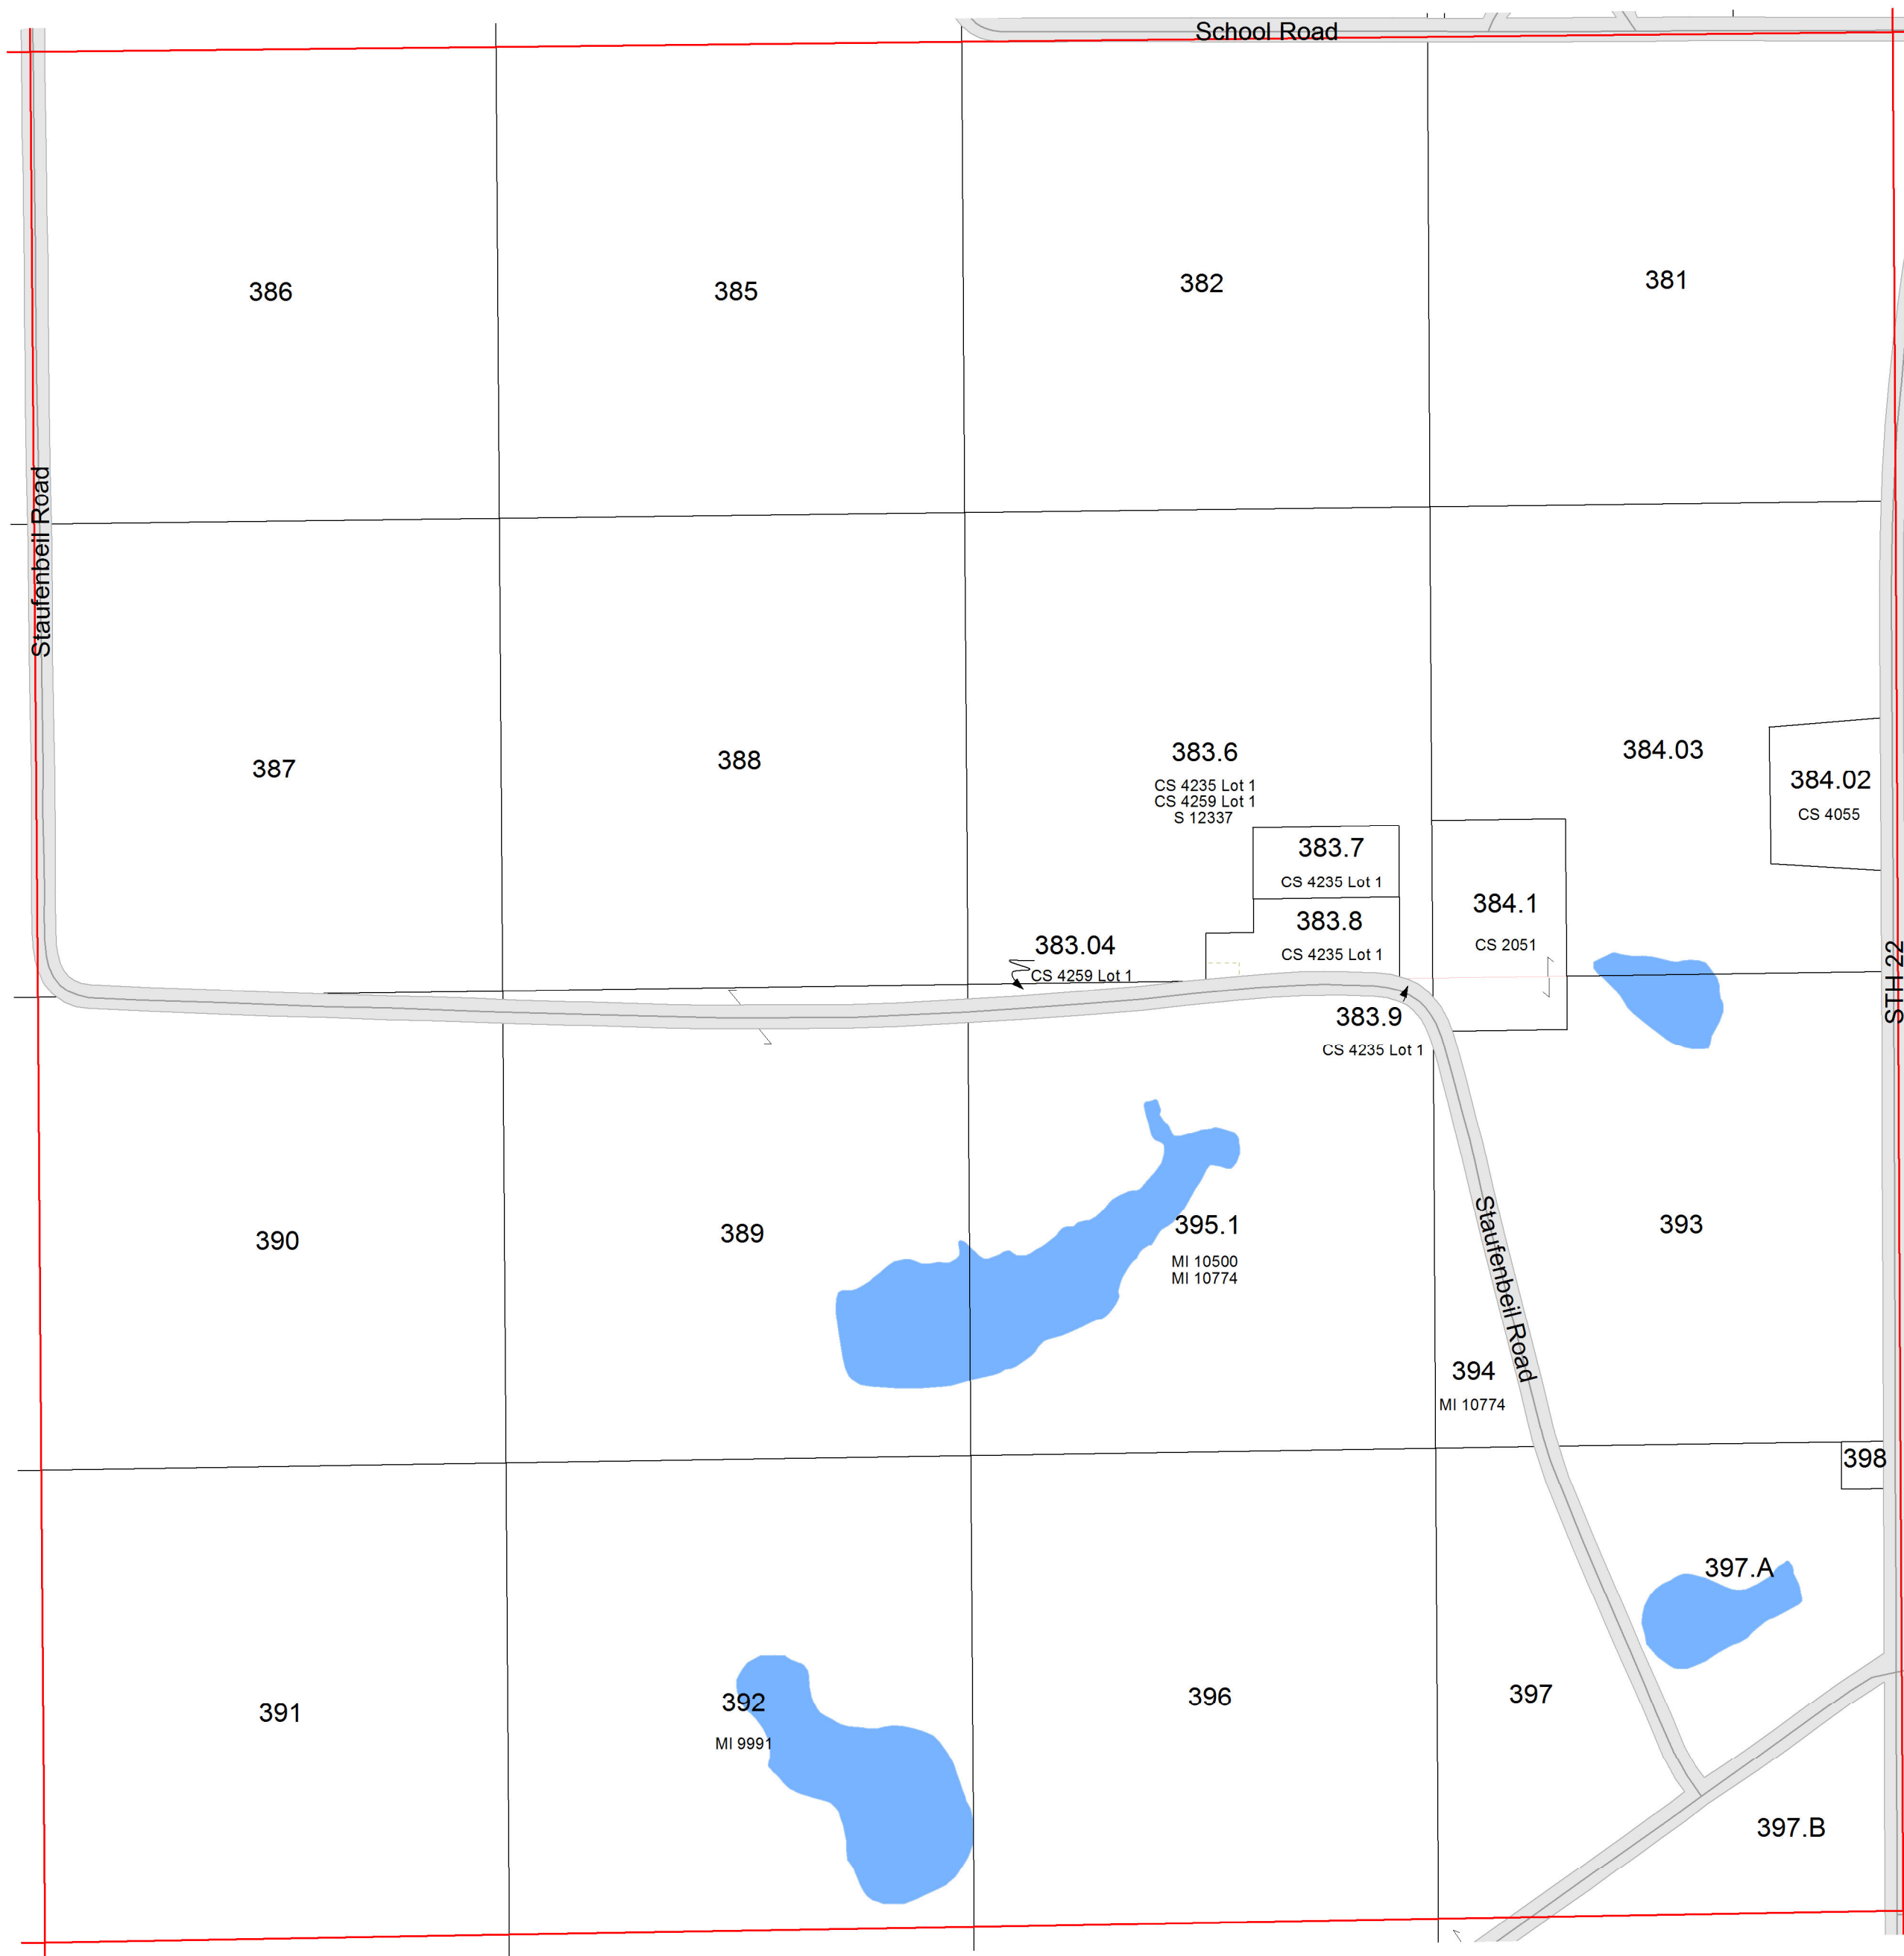 School Road
386
385
382
381
Staufenbeil Road
387
388
383.6
CS 4235 Lot 1
CS 4259 Lot 1
S 12337
384.03
384.02
CS 4055
383.7
CS 4235 Lot 1
383.8
CS 4235 Lot 1
384.1
CS 2051
383.04
CS 4259 Lot 1
STH 22
383.9
CS 4235 Lot 1
390
389
395.1
MI 10500
MI 10774
393
Staufenbeil Road
394
MI 10774
398
397.A
391
392
MI 9991
396
397
397.B